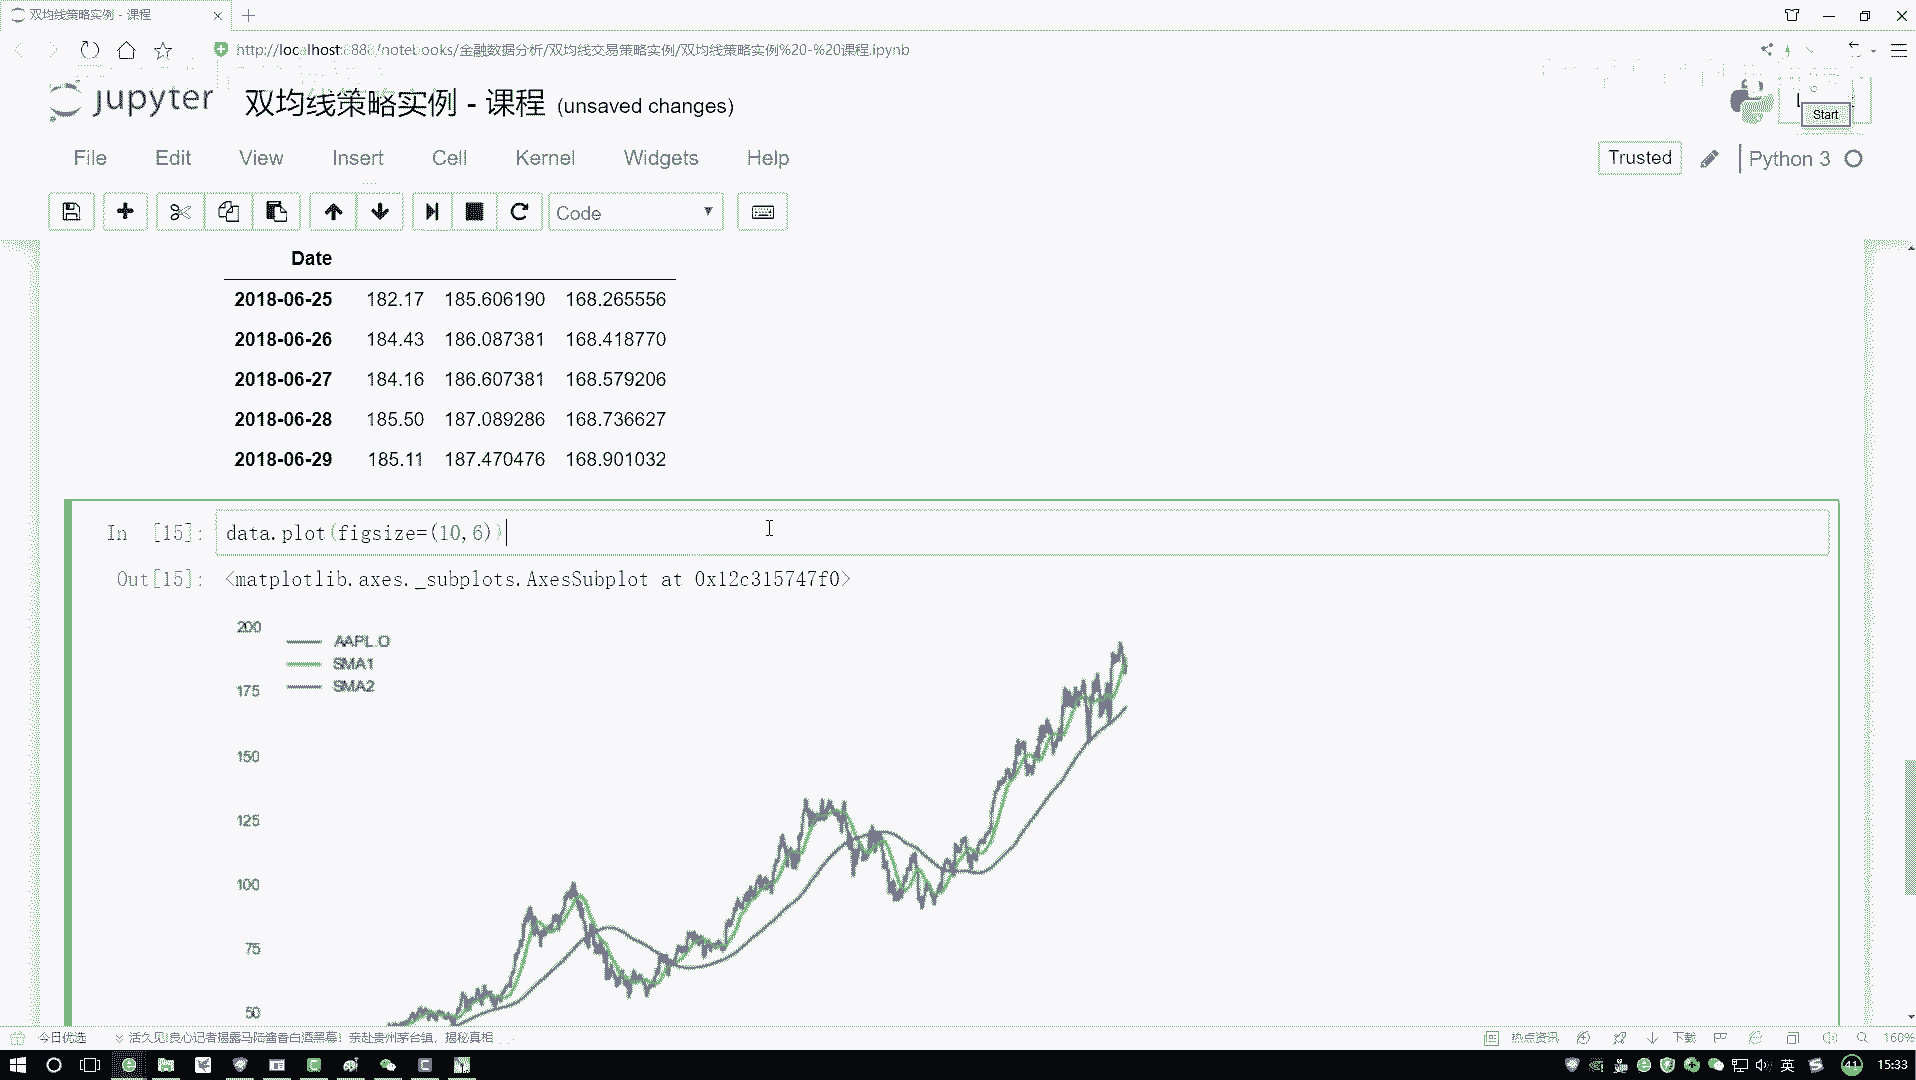 双均线策略实例 - 课程
http://localhost:8888/notebooks/金融数据分析/双均线交易策略实例/双均线策略实例%20-%20课程.ipynb
jupyter 双均线策略实例 - 课程 (unsaved changes)
Start
File Edit View Insert Cell Kernel Widgets Help
Trusted
Python 3
Code
Date
2018-06-25 182.17 185.606190 168.265556
2018-06-26 184.43 186.087381 168.418770
2018-06-27 184.16 186.607381 168.579206
2018-06-28 185.50 187.089286 168.736627
2018-06-29 185.11 187.470476 168.901032
In [15]: data.plot(figsize=(10,6))
Out[15]: <matplotlib.axes._subplots.AxesSubplot at 0x12c315747f0>
200
AAPL.O
SMA1
SMA2
175
150
125
100
75
50
今日优选
活久见!良心记者揭露马陆酱香白酒黑幕! 亲赴贵州茅台镇，揭秘真相
热点资讯
下载
160%
英
41
15:33